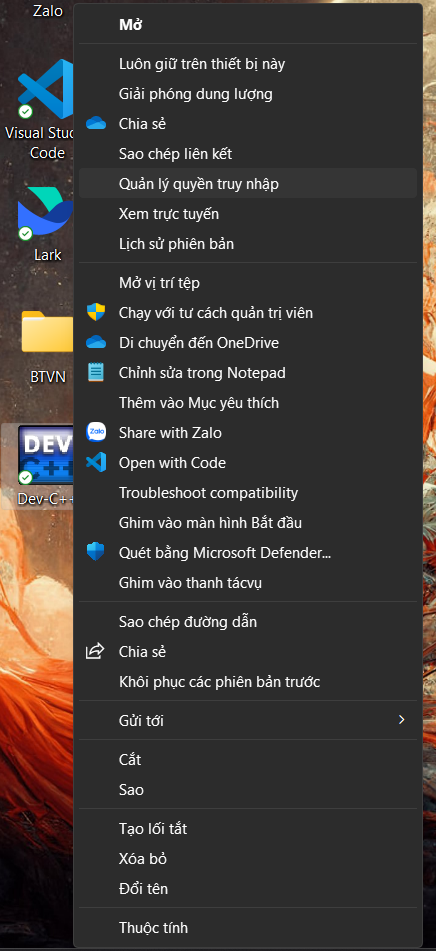 Zalo
Visual Stud
Code
Lark
BTVN
DEV
C++
Dev-C++
Mở
Luôn giữ trên thiết bị này
Giải phóng dung lượng
Chia sẻ
Sao chép liên kết
Quản lý quyền truy nhập
Xem trực tuyến
Lịch sử phiên bản
Mở vị trí tệp
Chạy với tư cách quản trị viên
Di chuyển đến OneDrive
Chỉnh sửa trong Notepad
Thêm vào Mục yêu thích
Zalo
Share with Zalo
Open with Code
Troubleshoot compatibility
Ghim vào màn hình Bắt đầu
Quét bằng Microsoft Defender...
Ghim vào thanh tácvụ
Sao chép đường dẫn
Chia sẻ
Khôi phục các phiên bản trước
Gửi tới
Cắt
Sao
Tạo lối tắt
Xóa bỏ
Đổi tên
Thuộc tính